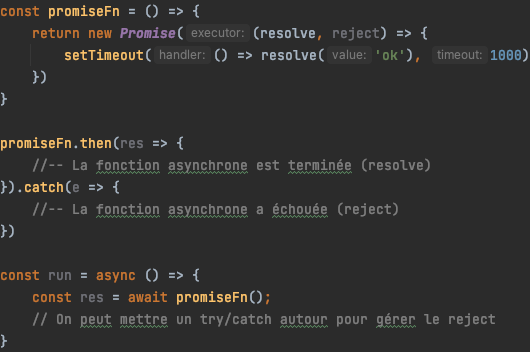 const promiseFn = () => {
    return new Promise( executor: (resolve, reject) => {
        setTimeout( handler: () => resolve( value: 'ok'), timeout: 1000)
    })
}

promiseFn.then(res => {
    //-- La fonction asynchrone est terminée (resolve)
}).catch(e => {
    //-- La fonction asynchrone a échouée (reject)
})

const run = async () => {
    const res = await promiseFn();
    // On peut mettre un try/catch autour pour gérer le reject
}